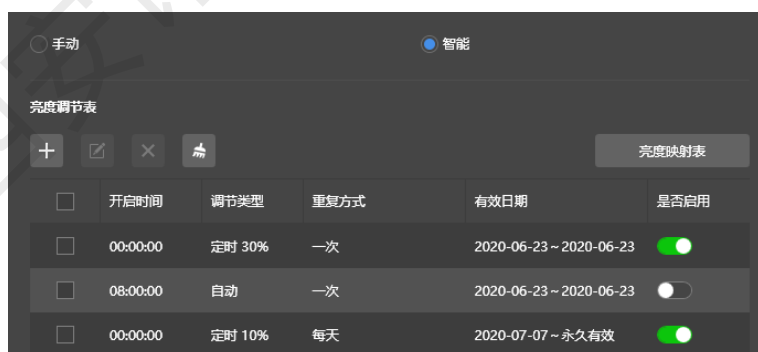 手动 智能
亮度调节表
亮度映射表
开启时间 调节类型 重复方式 有效日期 是否启用
00:00:00 定时 30% 一次 2020-06-23 ~ 2020-06-23
08:00:00 自动 一次 2020-06-23 ~ 2020-06-23
00:00:00 定时 10% 每天 2020-07-07 ~ 永久有效